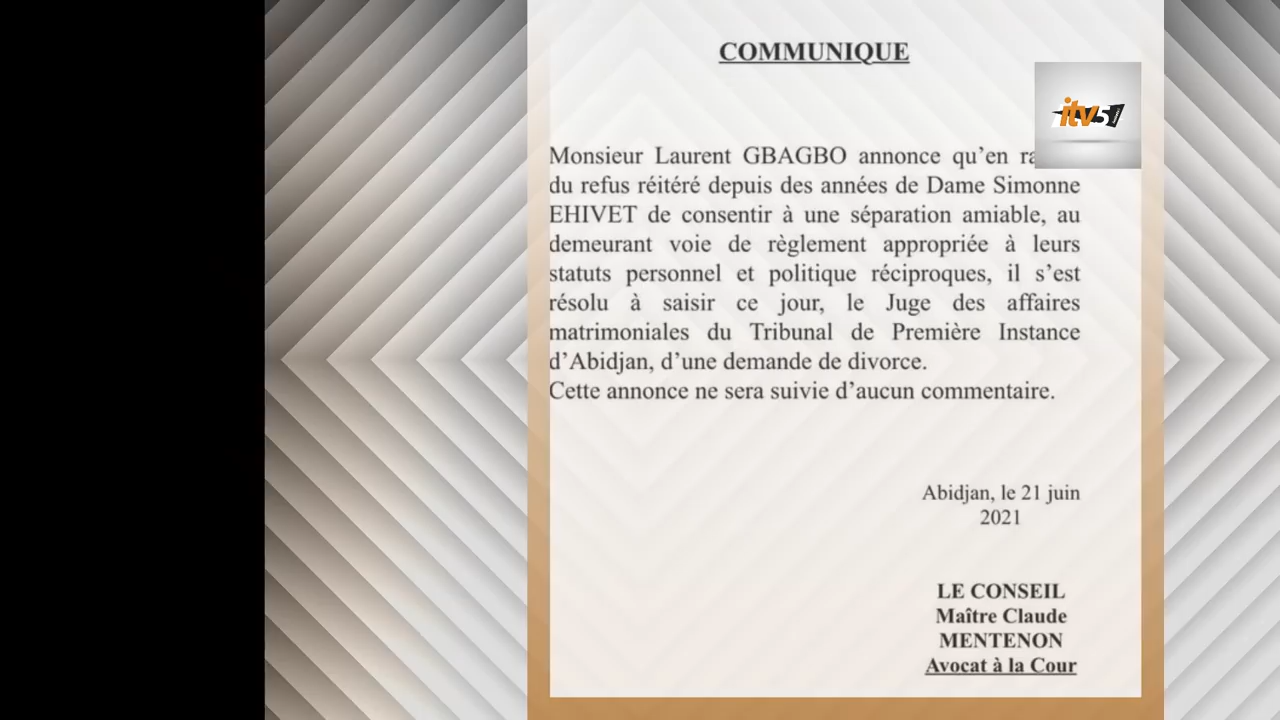 COMMUNIQUE
itv51
Monsieur Laurent GBAGBO annonce qu’en
du refus réitéré depuis des années de Dame Simonne
EHIVET de consentir à une séparation amiable, au
demeurant voie de règlement appropriée à leurs
statuts personnel et politique réciproques, il s’est
résolu à saisir ce jour, le Juge des affaires
matrimoniales du Tribunal de Première Instance
d’Abidjan, d’une demande de divorce.
Cette annonce ne sera suivie d’aucun commentaire.
Abidjan, le 21 juin
2021
LE CONSEIL
Maître Claude
MENTENON
Avocat à la Cour